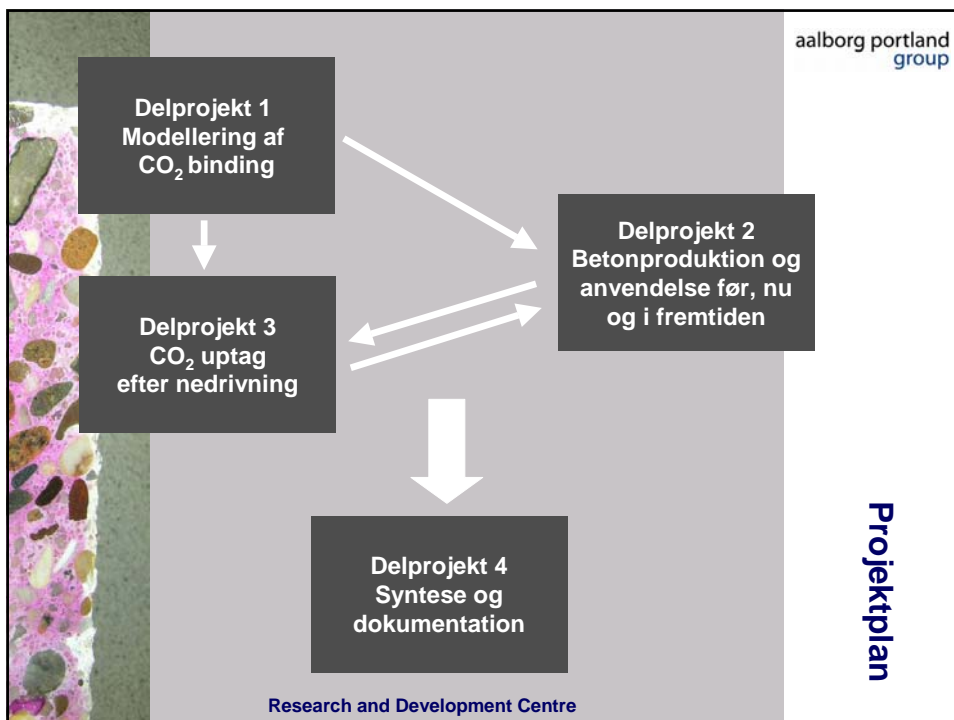 aalborg portland
group
Delprojekt 1
Modellering af
CO₂ binding
Delprojekt 2
Betonproduktion og
anvendelse før, nu
og i fremtiden
Delprojekt 3
CO₂ uptag
efter nedrivning
Delprojekt 4
Syntese og
dokumentation
Projektplan
Research and Development Centre